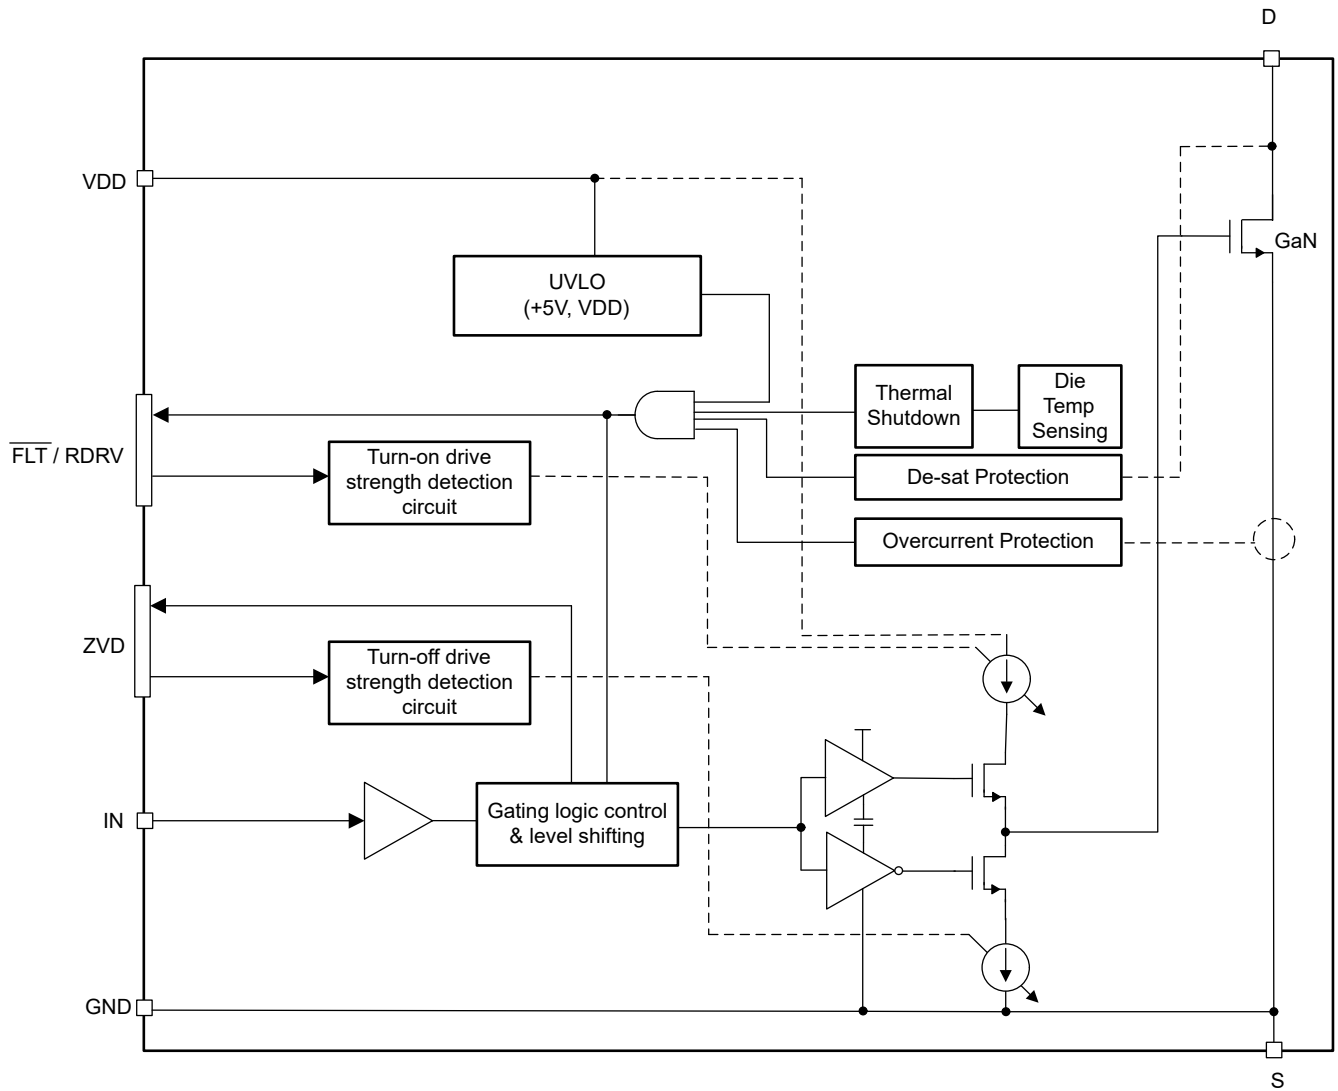 D
VDD
GaN
UVLO
(+5V, VDD)
Thermal
Shutdown
Die
Temp
Sensing
FLT / RDRV
Turn-on drive
strength detection
circuit
De-sat Protection
Overcurrent Protection
ZVD
Turn-off drive
strength detection
circuit
IN
Gating logic control
& level shifting
GND
S